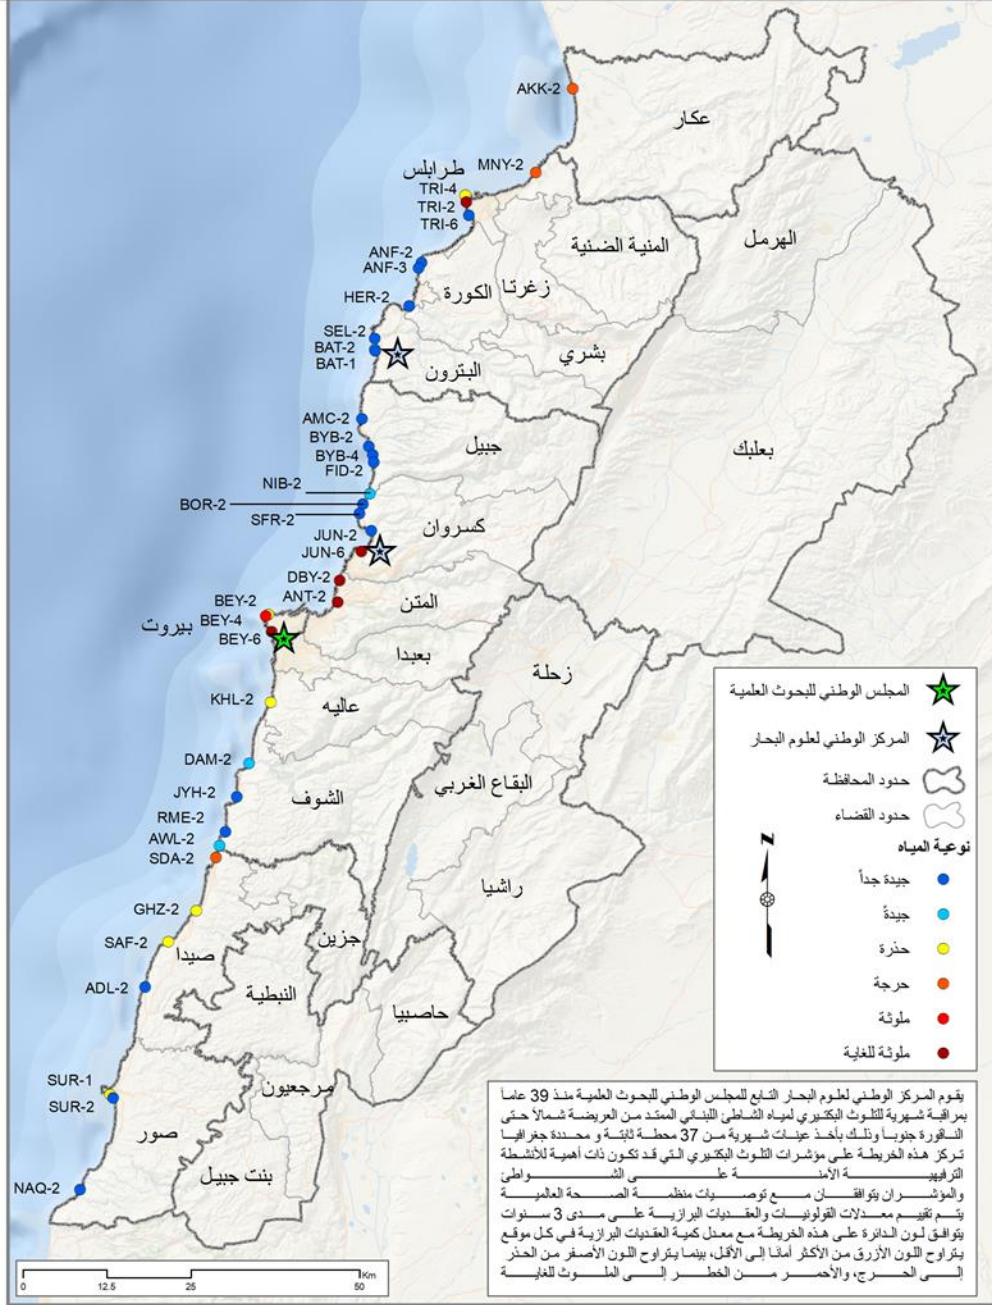 AKK-2
عكار
MNY-2
طرابلس
TRI-4
TRI-2
TRI-6
المنية الضنية
الهرمل
ANF-2
ANF-3
زغرتا
الكورة
HER-2
SEL-2
BAT-2
BAT-1
بشري
البترون
AMC-2
BYB-2
BYB-4
FID-2
جبيل
بعلبك
NIB-2
BOR-2
SFR-2
كسروان
JUN-2
JUN-6
DBY-2
ANT-2
المتن
BEY-2
BEY-4
BEY-6
بيروت
بعبدا
زحلة
KHL-2
عاليه
DAM-2
JYH-2
الشوف
البقاع الغربي
RME-2
AWL-2
SDA-2
راشيا
GHZ-2
SAF-2
صيدا
جزين
ADL-2
النبطية
حاصبيا
SUR-1
SUR-2
مرجعيون
صور
بنت جبيل
NAQ-2
0 12.5 25 50 Km
المجلس الوطني للبحوث العلمية
المركز الوطني لعلوم البحار
حدود المحافظة
حدود القضاء
N
نوعية المياه
جيدة جداً
جيدة
حذرة
حرجة
ملوثة
ملوثة للغاية
يقوم المركز الوطني لعلوم البحار التابع للمجلس الوطني للبحوث العلمية منذ 39 عاماً
بمراقبة شهرية للتلوث البكتيري لمياه الشاطئ اللبناني الممتد من العريضة شمالاً حتى
الناقورة جنوباً وذلك بأخذ عينات شهرية من 37 محطة ثابتة و محددة جغرافيا
تركز هذه الخريطة على مؤشرات التلوث البكتيري التي قد تكون ذات أهمية للأنشطة
الترفيهية الآمنة على الشواطئ
والمؤشران يتوافقان مع توصيات منظمة الصحة العالمية
يتم تقييم معدلات القولونيات والعقديات البرازية على مدى 3 سنوات
يتوافق لون الدائرة على هذه الخريطة مع معدل كمية العقديات البرازية في كل موقع
يتراوح اللون الأزرق من الأكثر أمانًا إلى الأقل، بينما يتراوح اللون الأصفر من الحذر
إلى الحرج، والأحمر من الخطر إلى الملوث للغاية